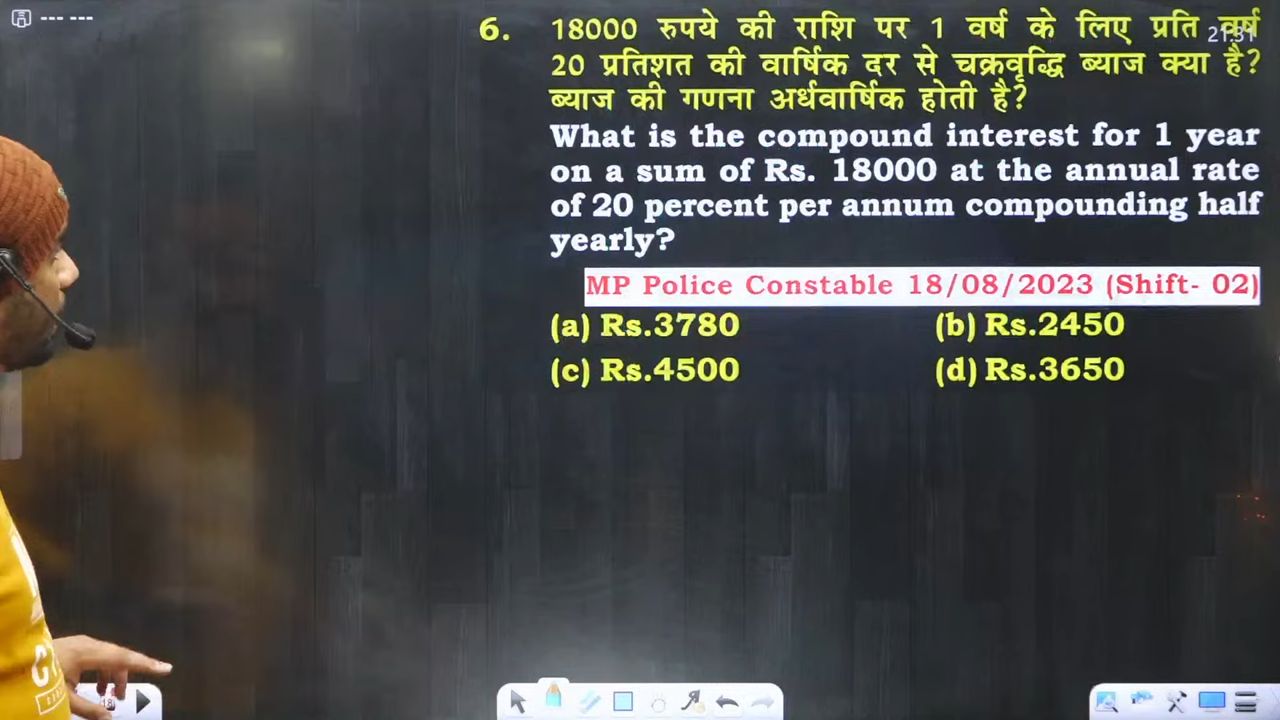 6. 18000 रुपये की राशि पर 1 वर्ष के लिए प्रति वर्ष
21:31
20 प्रतिशत की वार्षिक दर से चक्रवृद्धि ब्याज क्या है?
ब्याज की गणना अर्धवार्षिक होती है?
What is the compound interest for 1 year
on a sum of Rs. 18000 at the annual rate
of 20 percent per annum compounding half
yearly?
MP Police Constable 18/08/2023 (Shift- 02)
(a) Rs.3780 (b) Rs.2450
(c) Rs.4500 (d) Rs.3650